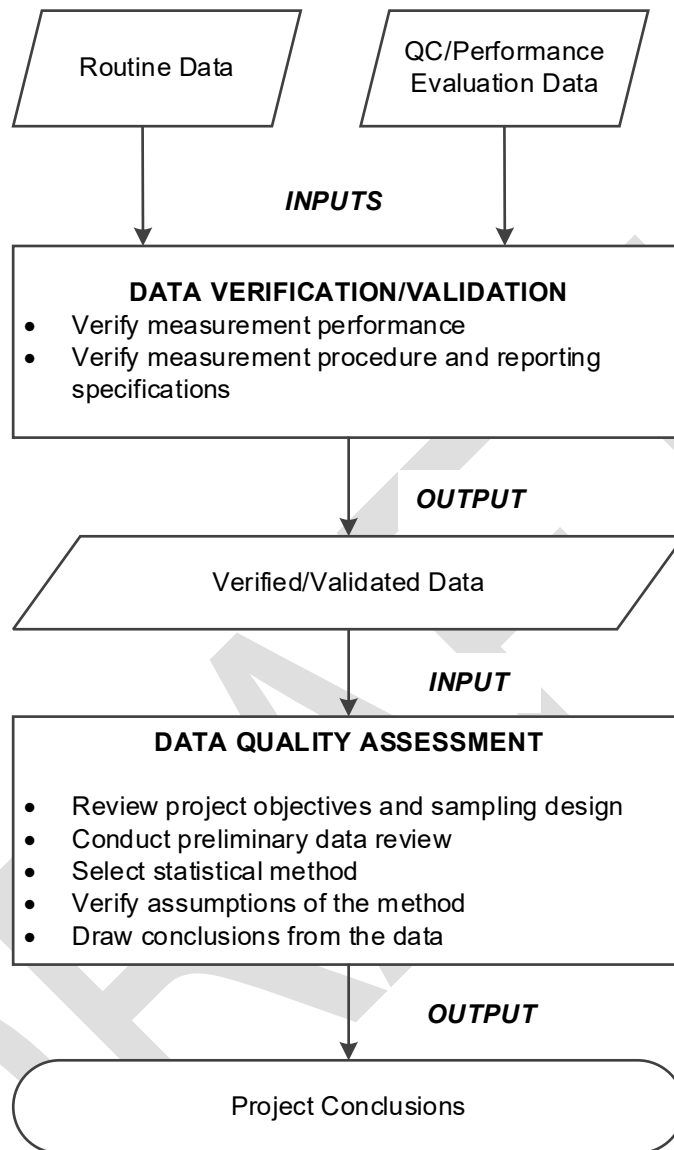 Routine Data
QC/Performance
Evaluation Data
INPUTS
DATA VERIFICATION/VALIDATION
• Verify measurement performance
• Verify measurement procedure and reporting
specifications
OUTPUT
Verified/Validated Data
INPUT
DATA QUALITY ASSESSMENT
• Review project objectives and sampling design
• Conduct preliminary data review
• Select statistical method
• Verify assumptions of the method
• Draw conclusions from the data
OUTPUT
Project Conclusions